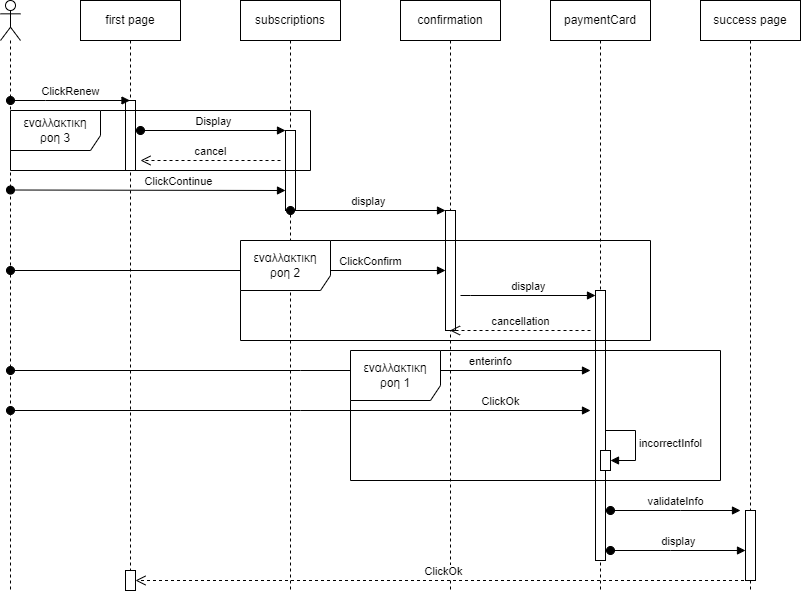 first page
subscriptions
confirmation
paymentCard
success page
ClickRenew
εναλλακτικη
ροη 3
Display
cancel
ClickContinue
display
εναλλακτικη
ροη 2
ClickConfirm
display
cancellation
εναλλακτικη
ροη 1
enterinfo
ClickOk
incorrectInfol
validateInfo
display
ClickOk